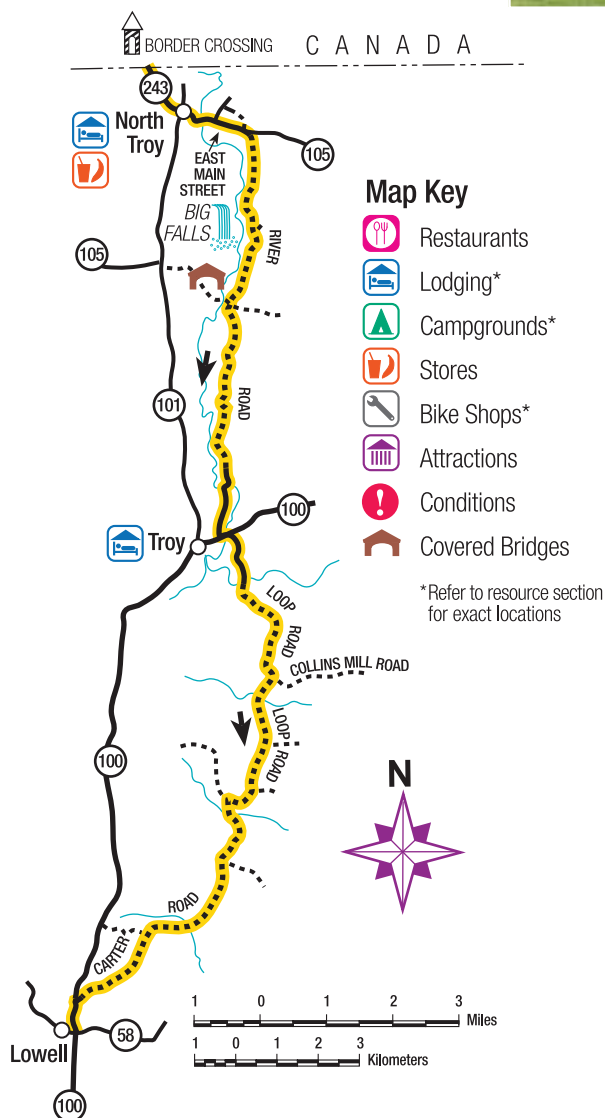 BORDER CROSSING
CANADA
243
North
Troy
105
EAST
MAIN
STREET
BIG
FALLS
RIVER
105
ROAD
101
100
Troy
LOOP
ROAD
COLLINS MILL ROAD
LOOP
ROAD
100
ROAD
CARTER
58
Lowell
100
Map Key
Restaurants
Lodging*
Campgrounds*
Stores
Bike Shops*
Attractions
! Conditions
Covered Bridges
*Refer to resource section
for exact locations
N
1 0 1 2 3
Miles
1 0 1 2 3
Kilometers